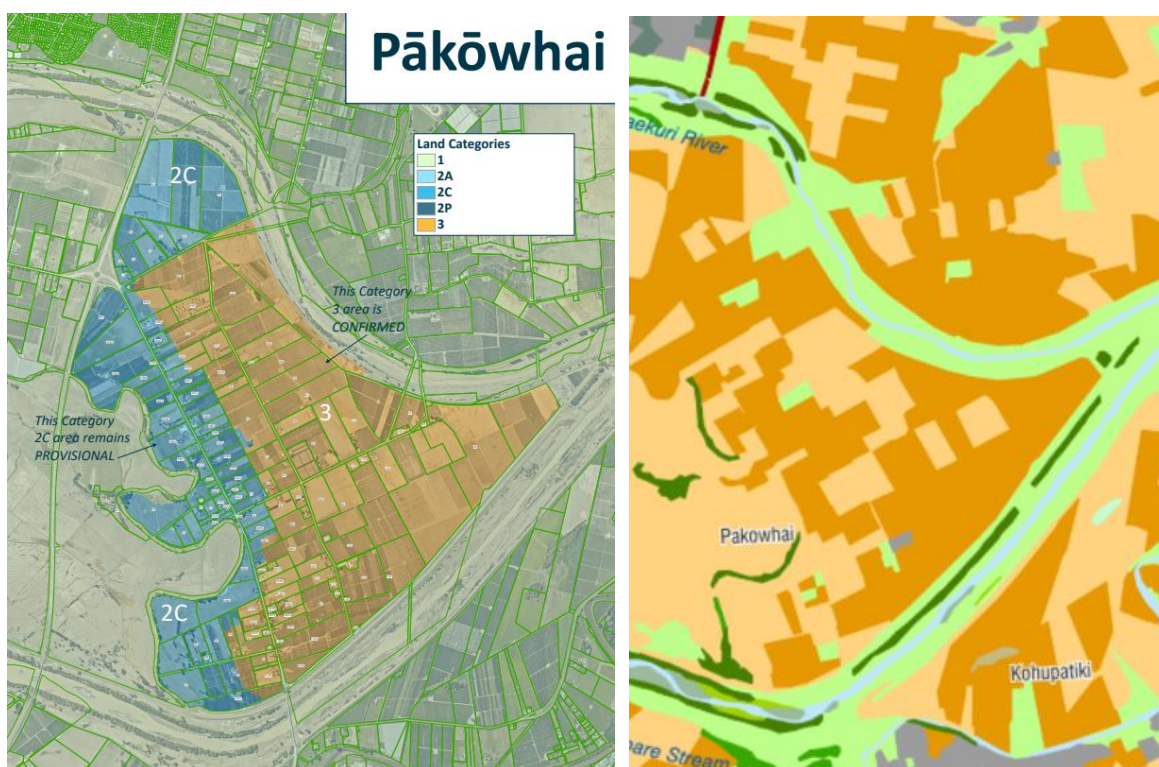 Pākōwhai
Land Categories
1
2A
2C
2P
3
2C
This Category
3 area is
CONFIRMED
3
This Category
2C area remains
PROVISIONAL
2C
aekuri River
Pakowhai
Kohupatiki
pare Stream